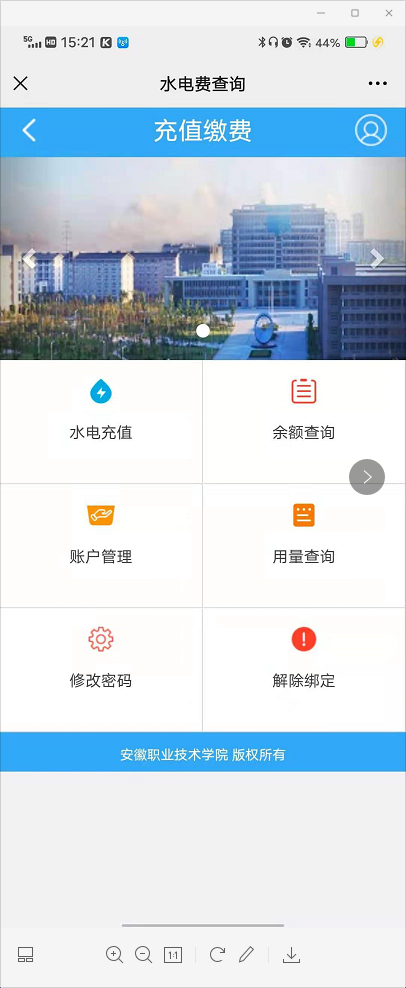 5G HD 15:21 K 44%
水电费查询
充值缴费
水电充值
余额查询
账户管理
用量查询
修改密码
解除绑定
安徽职业技术学院 版权所有
1:1